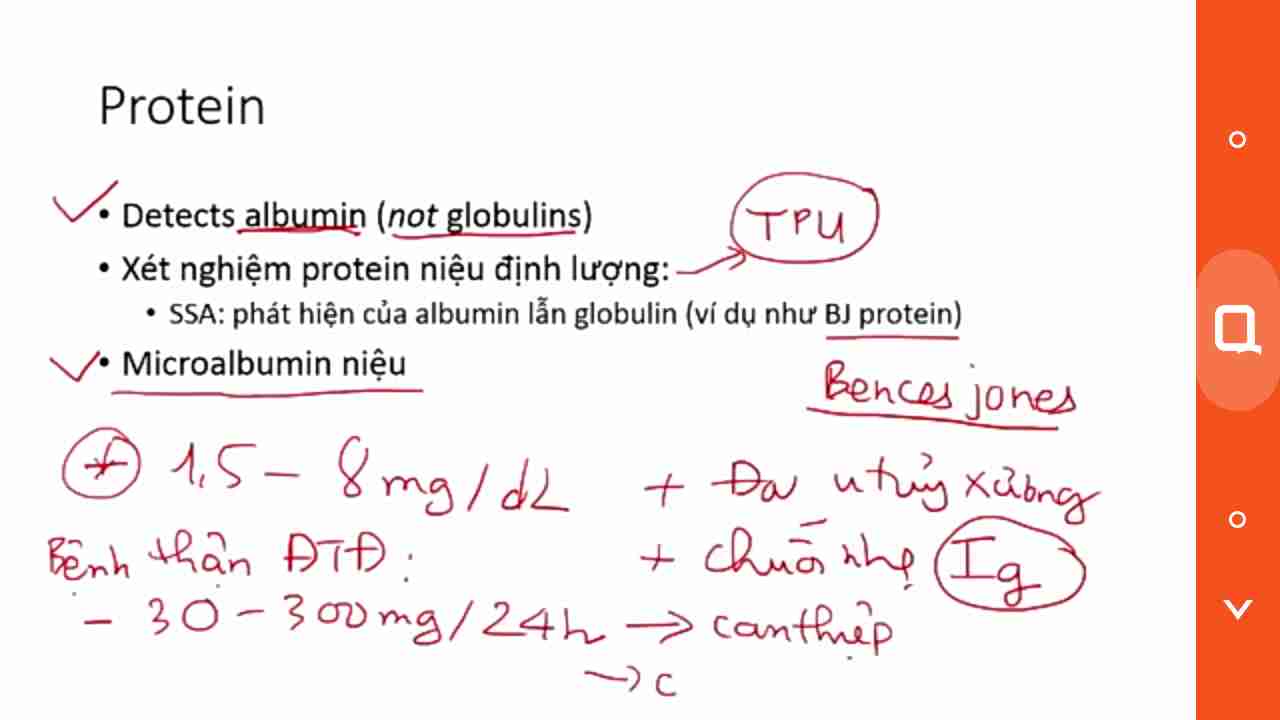 Protein
• Detects albumin (not globulins)
TPU
• Xét nghiệm protein niệu định lượng:
• SSA: phát hiện của albumin lẫn globulin (ví dụ như BJ protein)
• Microalbumin niệu
Bences jones
+ 1,5 - 8 mg/dL
+ Đa u tủy xương
Bệnh thận ĐTĐ:
+ chuỗi nhẹ Ig
- 30 - 300 mg/24h → can thiệp
→ c